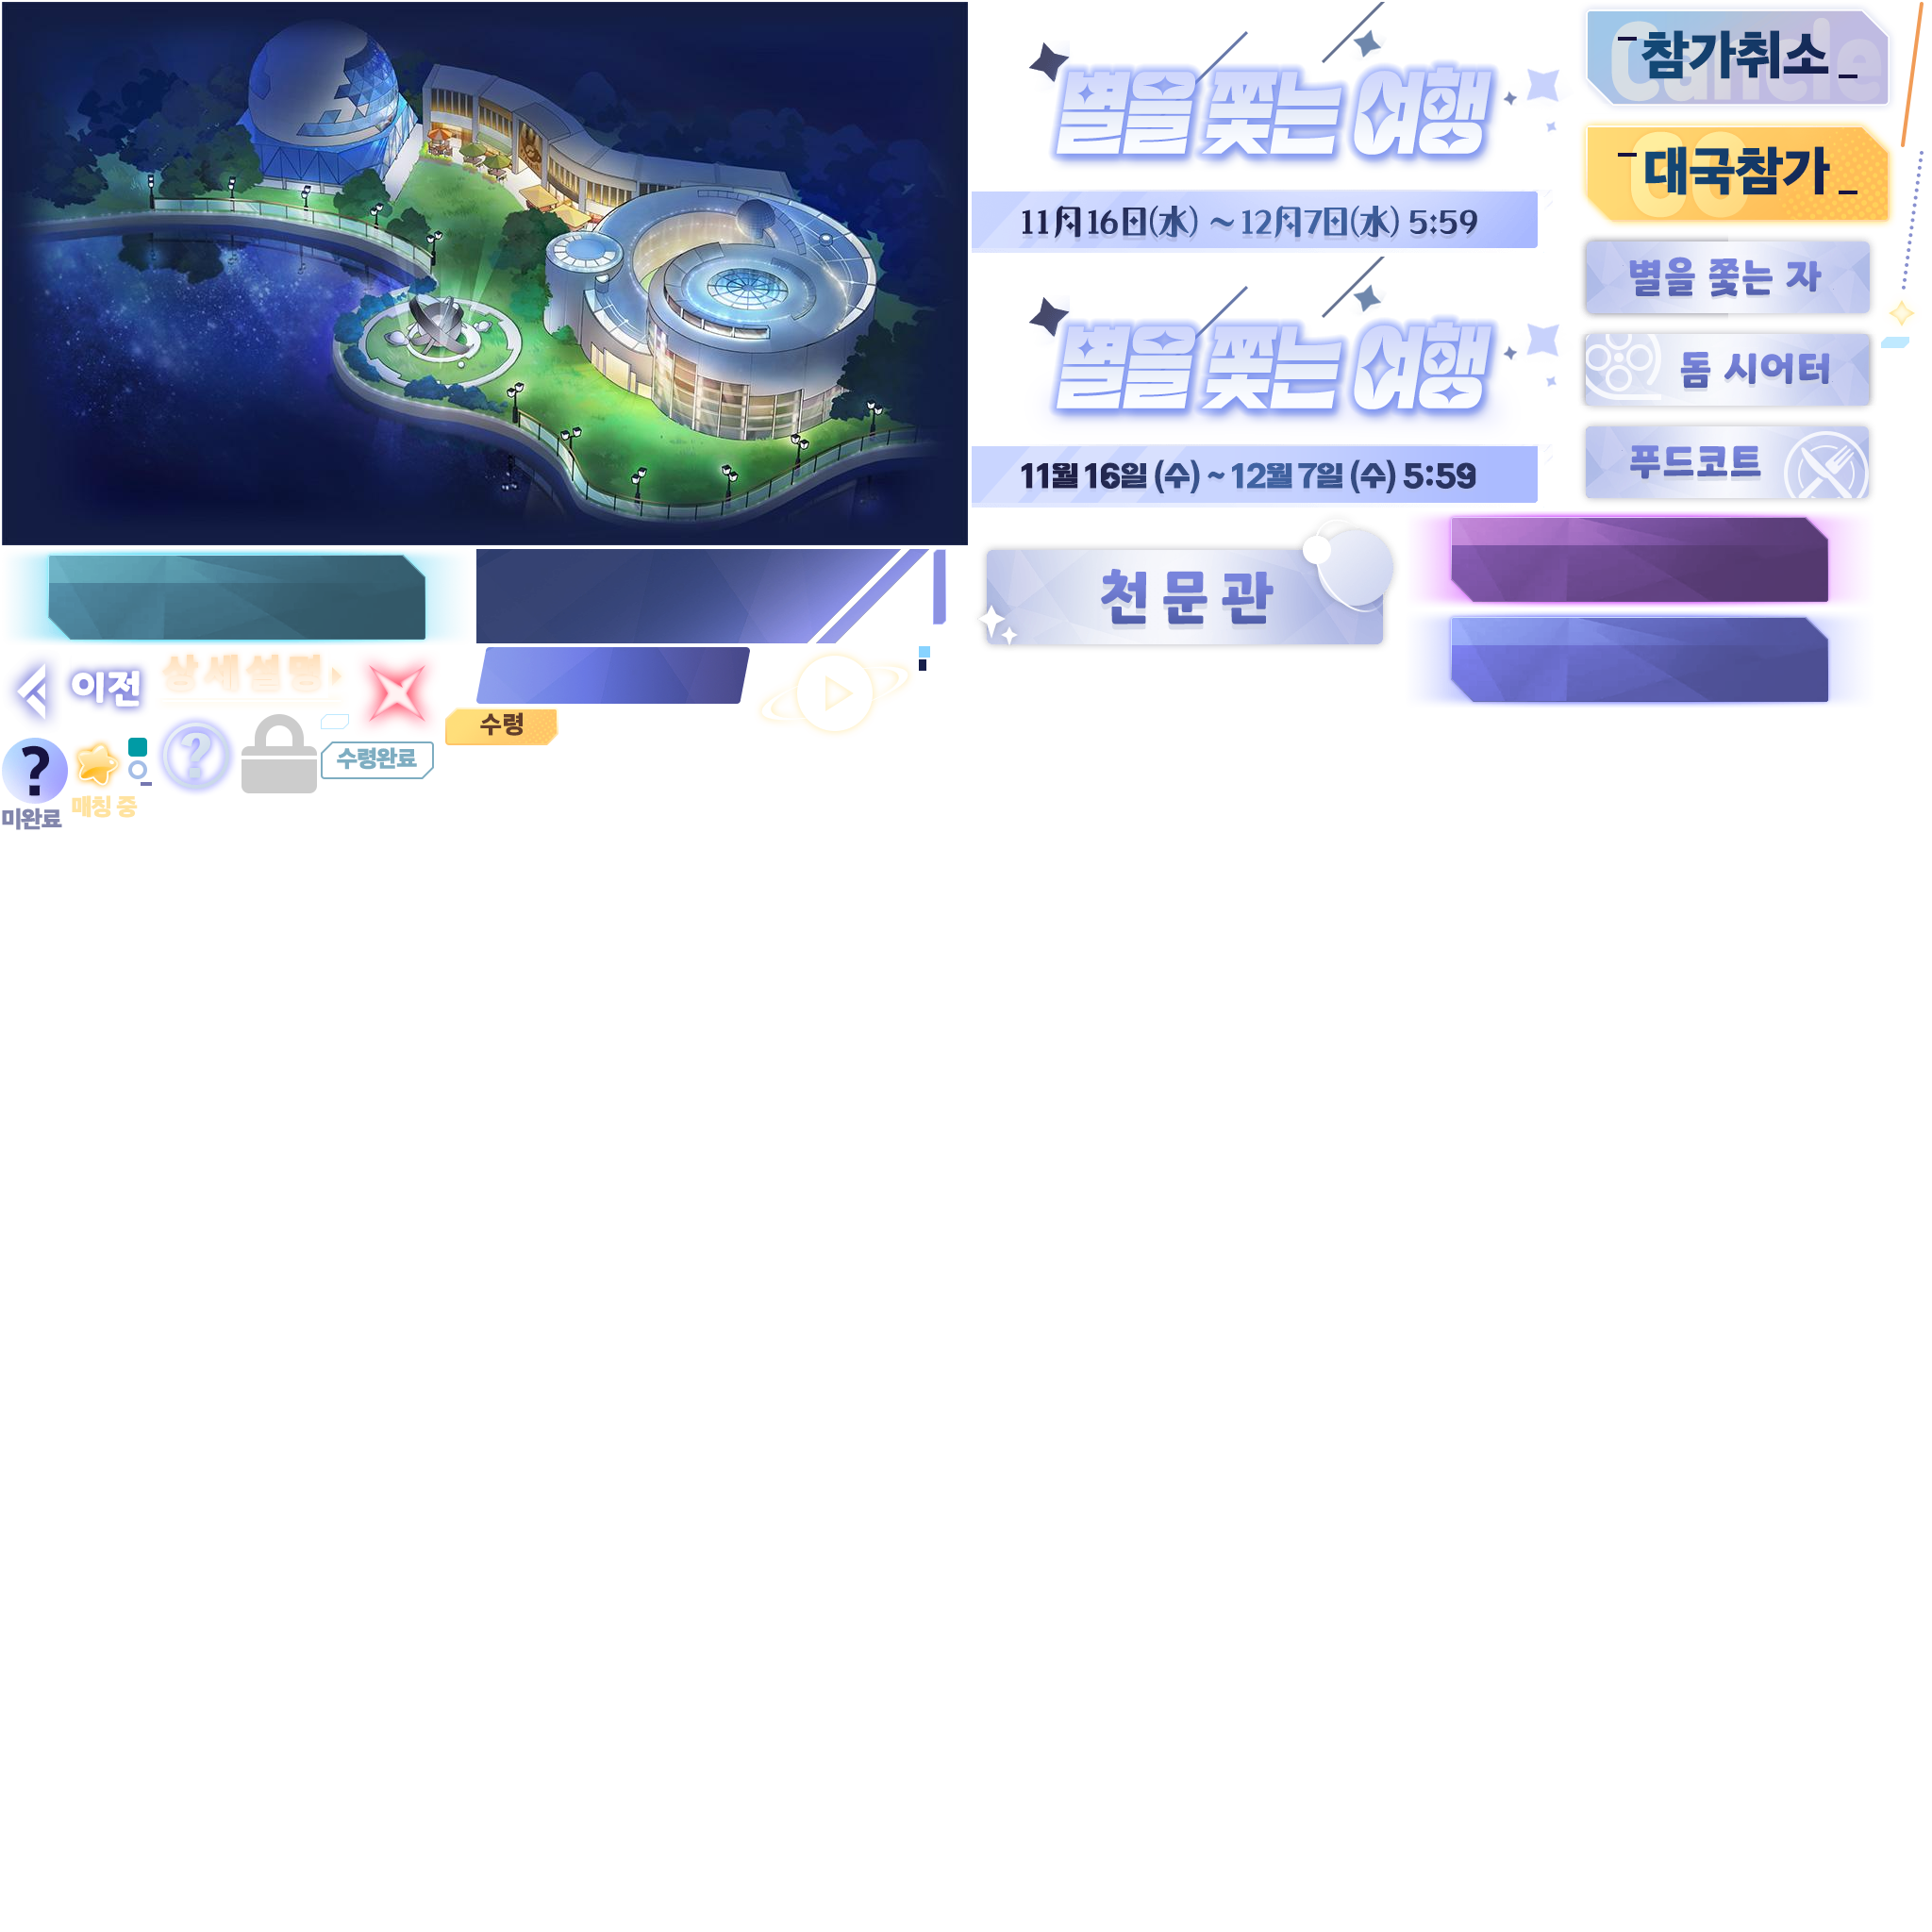 별을 쫓는 여행
11月16日(水) ~12月7日(水) 5:59
별을 쫓는 여행
11월 16일 (수) ~ 12월 7일 (수) 5:59
Cancle
참가취소
GO
대국참가
별을 쫓는 자
돔 시어터
푸드코트
천문관
이전
상세설명
수령
?
?
수령완료
매칭 중
미완료